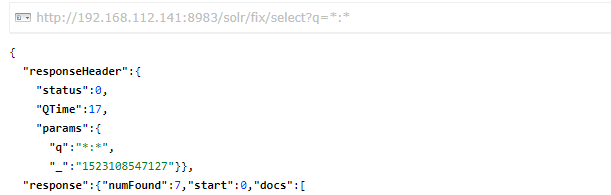 http://192.168.112.141:8983/solr/fix/select?q=*:*
{
"responseHeader":{
"status":0,
"QTime":17,
"params":{
"q":"*:*",
"_":"1523108547127"}},
"response":{"numFound":7,"start":0,"docs":[